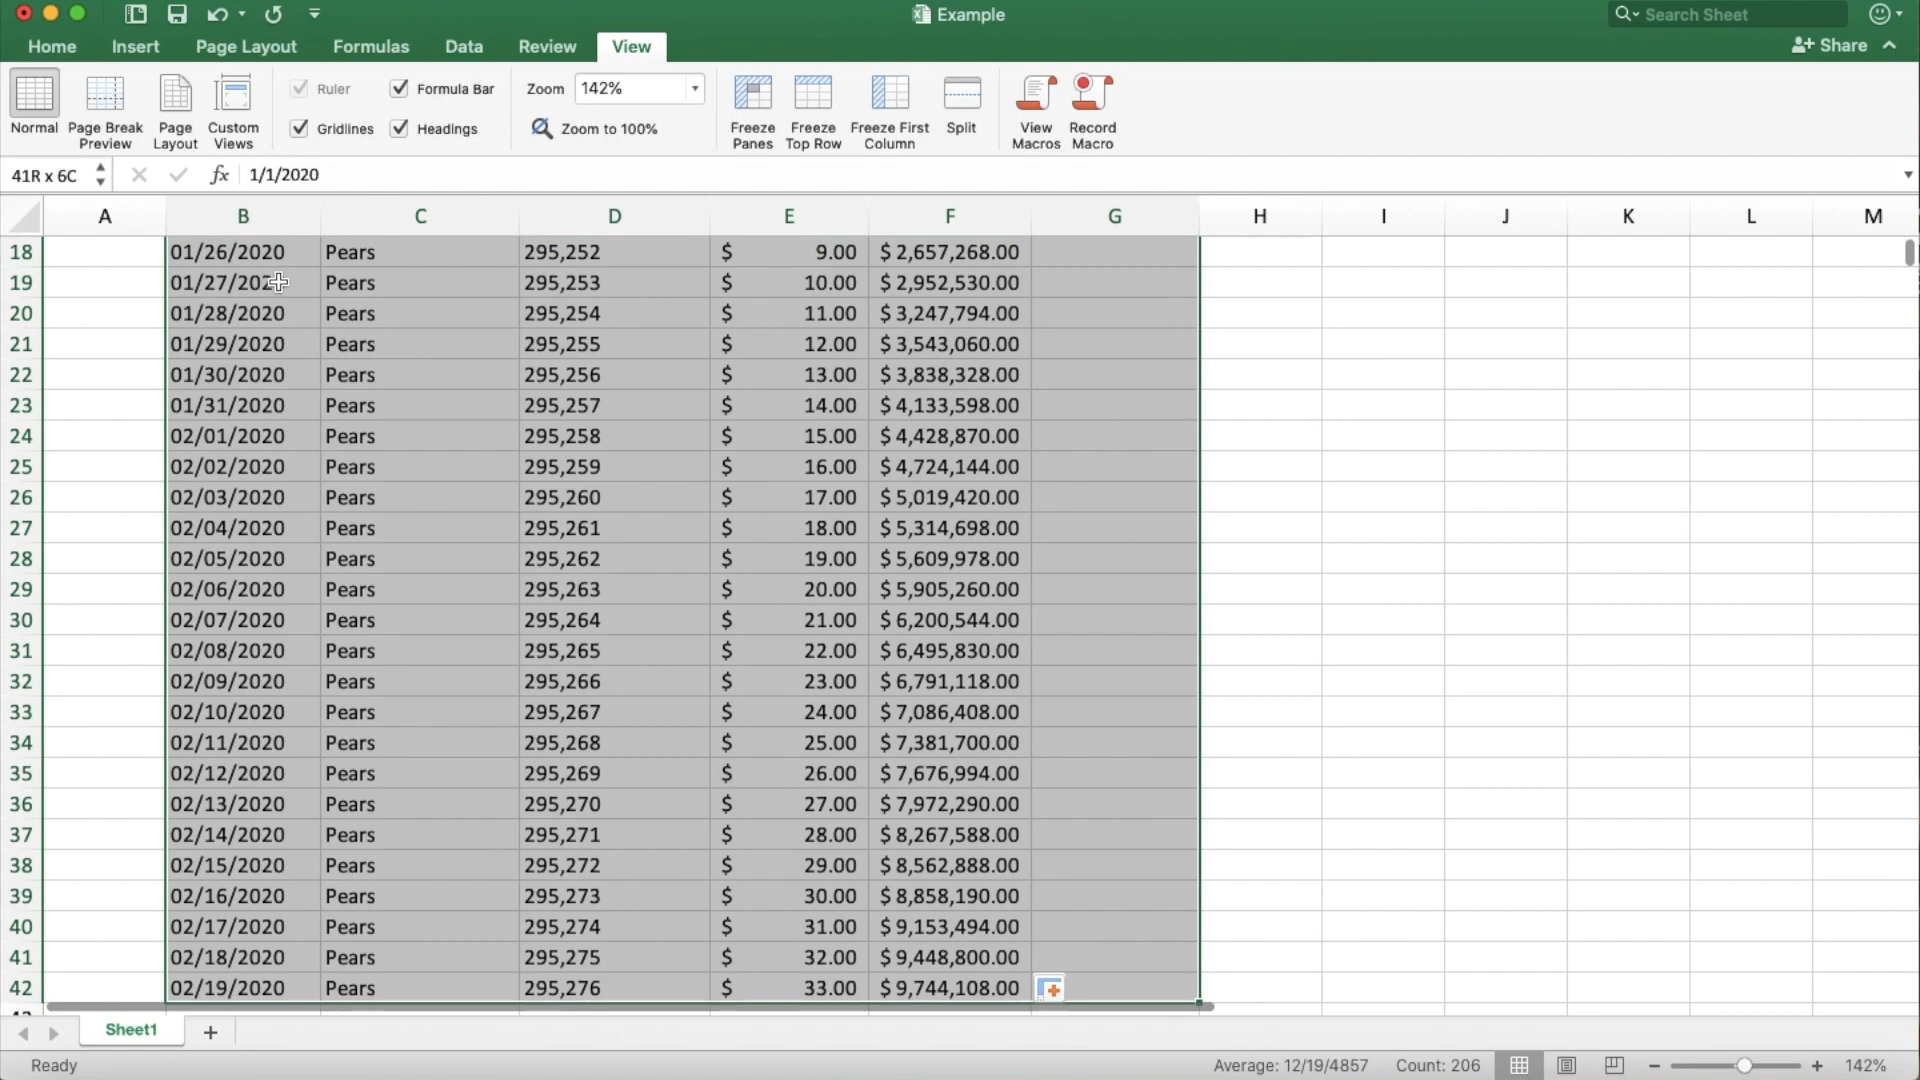 Example
Search Sheet
Home Insert Page Layout Formulas Data Review View Share
Ruler Formula Bar Zoom 142%
Gridlines Headings Zoom to 100%
Normal Page Break Preview Page Layout Custom Views Freeze Panes Freeze Top Row Freeze First Column Split View Macros Record Macro
41R x 6C fx 1/1/2020
A B C D E F G H I J K L M
18 01/26/2020 Pears 295,252 $ 9.00 $ 2,657,268.00
19 01/27/2020 Pears 295,253 $ 10.00 $ 2,952,530.00
20 01/28/2020 Pears 295,254 $ 11.00 $ 3,247,794.00
21 01/29/2020 Pears 295,255 $ 12.00 $ 3,543,060.00
22 01/30/2020 Pears 295,256 $ 13.00 $ 3,838,328.00
23 01/31/2020 Pears 295,257 $ 14.00 $ 4,133,598.00
24 02/01/2020 Pears 295,258 $ 15.00 $ 4,428,870.00
25 02/02/2020 Pears 295,259 $ 16.00 $ 4,724,144.00
26 02/03/2020 Pears 295,260 $ 17.00 $ 5,019,420.00
27 02/04/2020 Pears 295,261 $ 18.00 $ 5,314,698.00
28 02/05/2020 Pears 295,262 $ 19.00 $ 5,609,978.00
29 02/06/2020 Pears 295,263 $ 20.00 $ 5,905,260.00
30 02/07/2020 Pears 295,264 $ 21.00 $ 6,200,544.00
31 02/08/2020 Pears 295,265 $ 22.00 $ 6,495,830.00
32 02/09/2020 Pears 295,266 $ 23.00 $ 6,791,118.00
33 02/10/2020 Pears 295,267 $ 24.00 $ 7,086,408.00
34 02/11/2020 Pears 295,268 $ 25.00 $ 7,381,700.00
35 02/12/2020 Pears 295,269 $ 26.00 $ 7,676,994.00
36 02/13/2020 Pears 295,270 $ 27.00 $ 7,972,290.00
37 02/14/2020 Pears 295,271 $ 28.00 $ 8,267,588.00
38 02/15/2020 Pears 295,272 $ 29.00 $ 8,562,888.00
39 02/16/2020 Pears 295,273 $ 30.00 $ 8,858,190.00
40 02/17/2020 Pears 295,274 $ 31.00 $ 9,153,494.00
41 02/18/2020 Pears 295,275 $ 32.00 $ 9,448,800.00
42 02/19/2020 Pears 295,276 $ 33.00 $ 9,744,108.00
Sheet1
Ready Average: 12/19/4857 Count: 206 142%